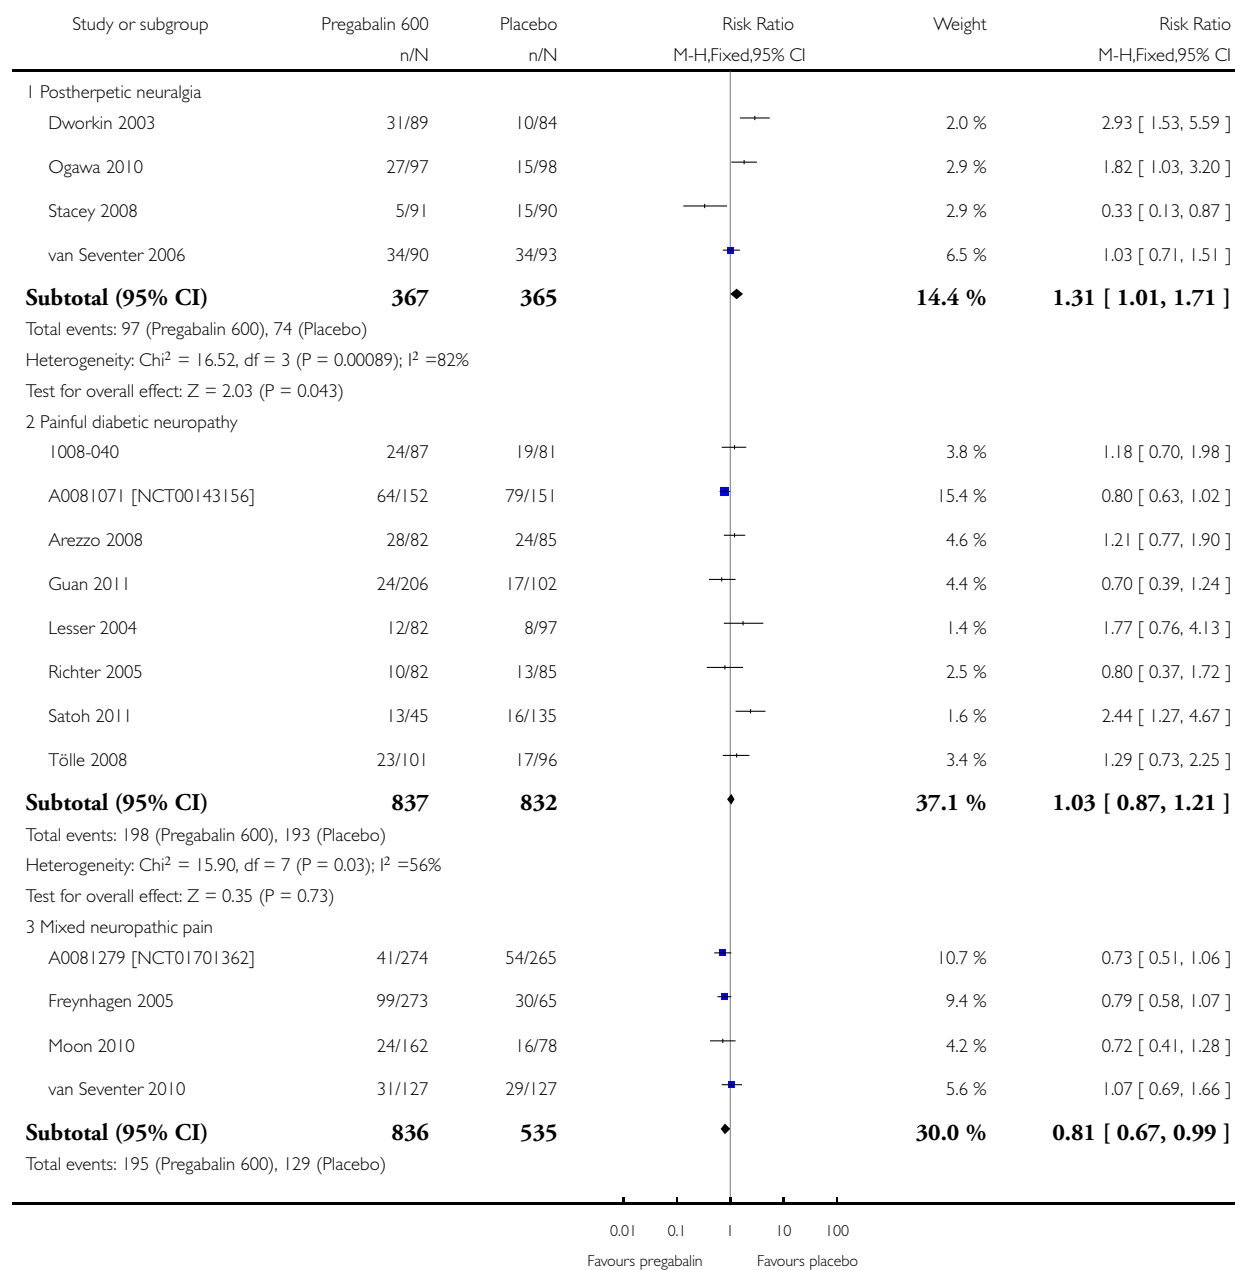 Study or subgroup Pregabalin 600 Placebo Risk Ratio Weight Risk Ratio
n/N n/N M-H,Fixed,95% CI M-H,Fixed,95% CI
1 Postherpetic neuralgia
Dworkin 2003 31/89 10/84 2.0 % 2.93 [ 1.53, 5.59 ]
Ogawa 2010 27/97 15/98 2.9 % 1.82 [ 1.03, 3.20 ]
Stacey 2008 5/91 15/90 2.9 % 0.33 [ 0.13, 0.87 ]
van Seventer 2006 34/90 34/93 6.5 % 1.03 [ 0.71, 1.51 ]
Subtotal (95% CI) 367 365 14.4 % 1.31 [ 1.01, 1.71 ]
Total events: 97 (Pregabalin 600), 74 (Placebo)
Heterogeneity: Chi² = 16.52, df = 3 (P = 0.00089); I² =82%
Test for overall effect: Z = 2.03 (P = 0.043)
2 Painful diabetic neuropathy
1008-040 24/87 19/81 3.8 % 1.18 [ 0.70, 1.98 ]
A0081071 [NCT00143156] 64/152 79/151 15.4 % 0.80 [ 0.63, 1.02 ]
Arezzo 2008 28/82 24/85 4.6 % 1.21 [ 0.77, 1.90 ]
Guan 2011 24/206 17/102 4.4 % 0.70 [ 0.39, 1.24 ]
Lesser 2004 12/82 8/97 1.4 % 1.77 [ 0.76, 4.13 ]
Richter 2005 10/82 13/85 2.5 % 0.80 [ 0.37, 1.72 ]
Satoh 2011 13/45 16/135 1.6 % 2.44 [ 1.27, 4.67 ]
Tölle 2008 23/101 17/96 3.4 % 1.29 [ 0.73, 2.25 ]
Subtotal (95% CI) 837 832 37.1 % 1.03 [ 0.87, 1.21 ]
Total events: 198 (Pregabalin 600), 193 (Placebo)
Heterogeneity: Chi² = 15.90, df = 7 (P = 0.03); I² =56%
Test for overall effect: Z = 0.35 (P = 0.73)
3 Mixed neuropathic pain
A0081279 [NCT01701362] 41/274 54/265 10.7 % 0.73 [ 0.51, 1.06 ]
Freynhagen 2005 99/273 30/65 9.4 % 0.79 [ 0.58, 1.07 ]
Moon 2010 24/162 16/78 4.2 % 0.72 [ 0.41, 1.28 ]
van Seventer 2010 31/127 29/127 5.6 % 1.07 [ 0.69, 1.66 ]
Subtotal (95% CI) 836 535 30.0 % 0.81 [ 0.67, 0.99 ]
Total events: 195 (Pregabalin 600), 129 (Placebo)
0.01 0.1 1 10 100
Favours pregabalin Favours placebo